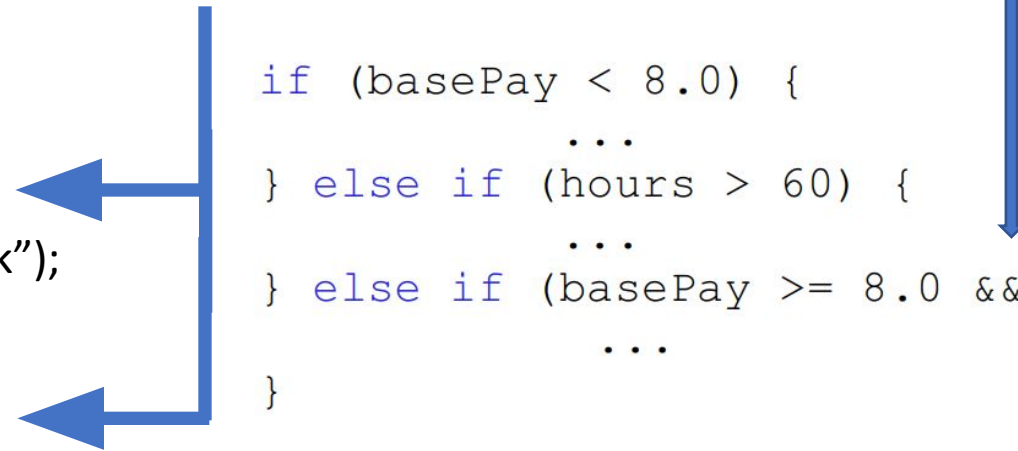 if (basePay < 8.0) {
...
} else if (hours > 60) {
...
k”);
} else if (basePay >= 8.0 &&
...
}